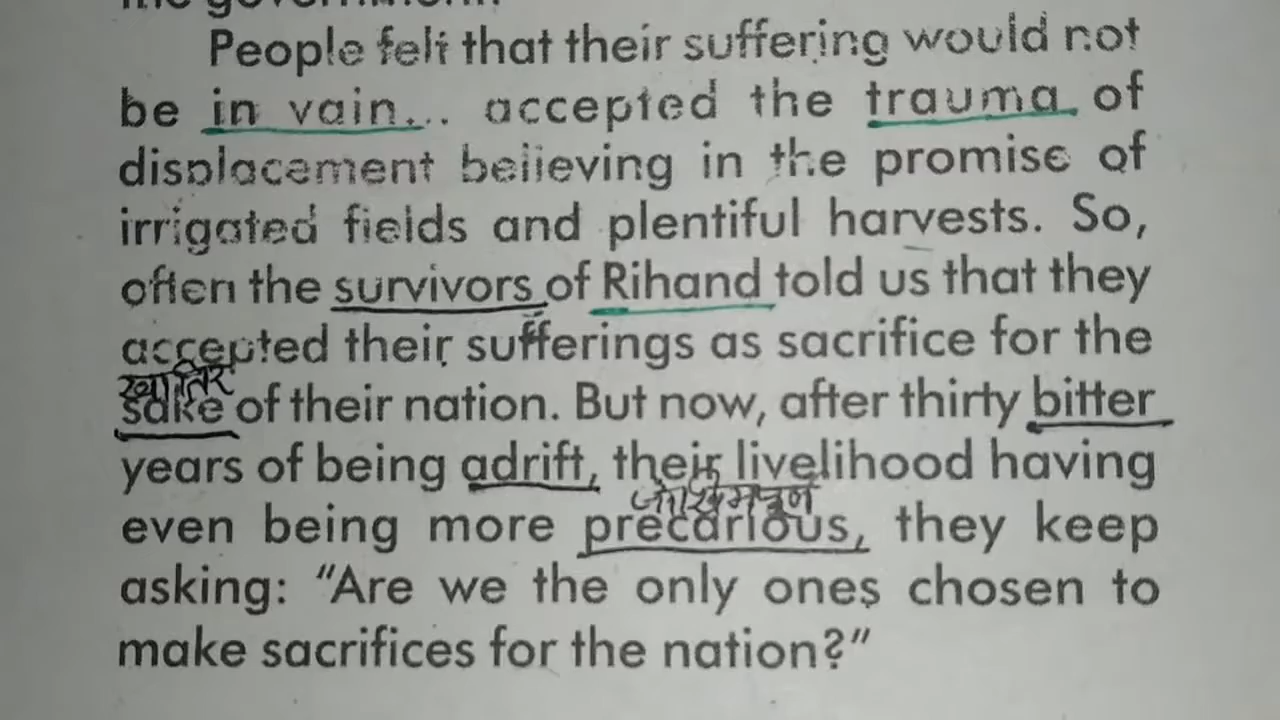 People felt that their suffering would not
be in vain... accepted the trauma of
displacement believing in the promise of
irrigated fields and plentiful harvests. So,
often the survivors of Rihand told us that they
accepted their sufferings as sacrifice for the
खातिर
sake of their nation. But now, after thirty bitter
years of being adrift, their livelihood having
even being more precarious, they keep
asking: “Are we the only ones chosen to
make sacrifices for the nation?”